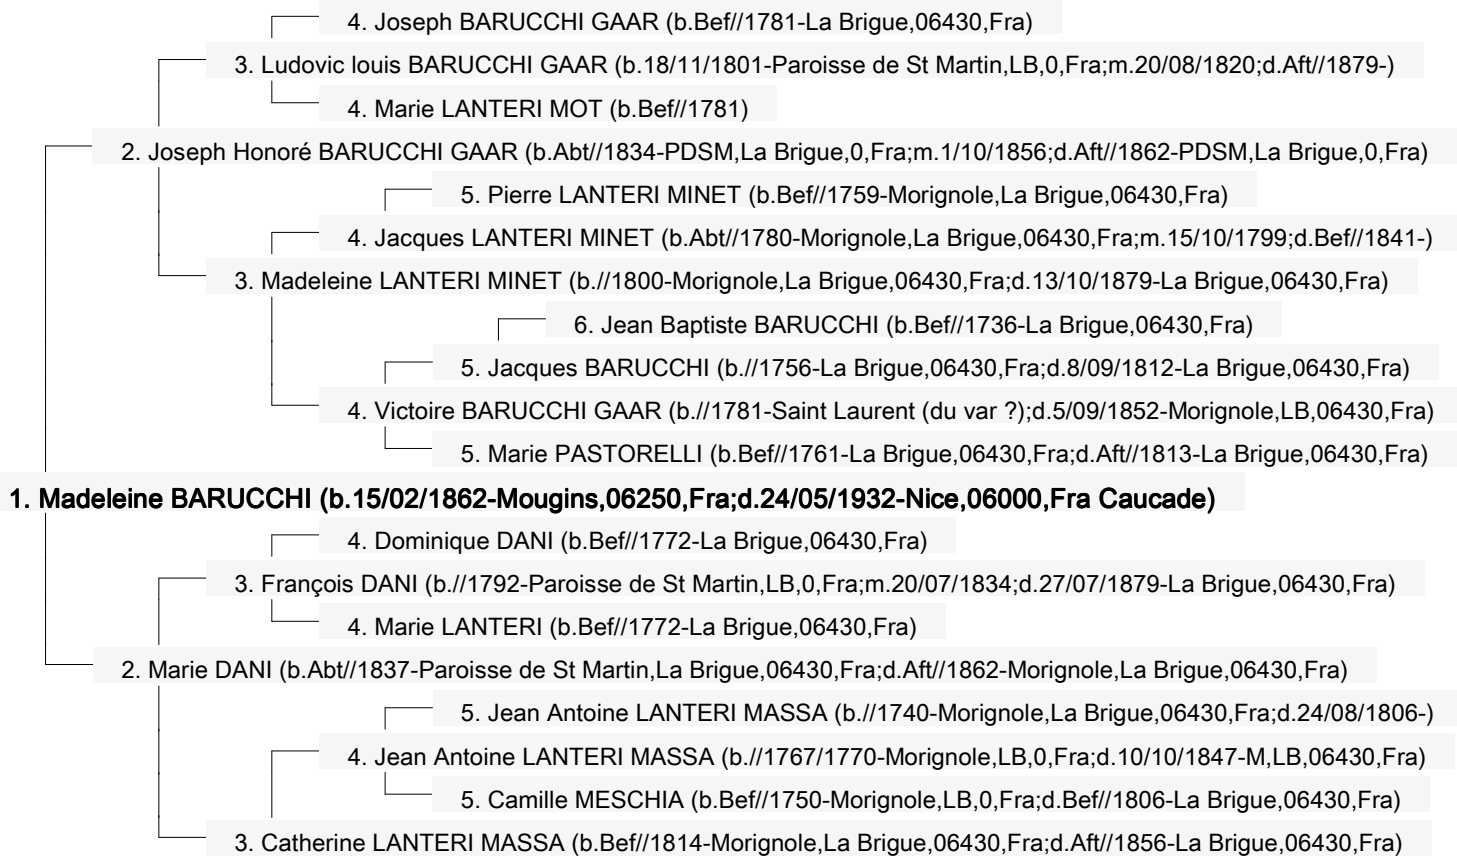 4. Joseph BARUCCHI GAAR (b.Bef//1781-La Brigue,06430,Fra)
3. Ludovic louis BARUCCHI GAAR (b.18/11/1801-Paroisse de St Martin,LB,0,Fra;m.20/08/1820;d.Aft//1879-)
4. Marie LANTERI MOT (b.Bef//1781)
2. Joseph Honoré BARUCCHI GAAR (b.Abt//1834-PDSM,La Brigue,0,Fra;m.1/10/1856;d.Aft//1862-PDSM,La Brigue,0,Fra)
5. Pierre LANTERI MINET (b.Bef//1759-Morignole,La Brigue,06430,Fra)
4. Jacques LANTERI MINET (b.Abt//1780-Morignole,La Brigue,06430,Fra;m.15/10/1799;d.Bef//1841-)
3. Madeleine LANTERI MINET (b.//1800-Morignole,La Brigue,06430,Fra;d.13/10/1879-La Brigue,06430,Fra)
6. Jean Baptiste BARUCCHI (b.Bef//1736-La Brigue,06430,Fra)
5. Jacques BARUCCHI (b.//1756-La Brigue,06430,Fra;d.8/09/1812-La Brigue,06430,Fra)
4. Victoire BARUCCHI GAAR (b.//1781-Saint Laurent (du var ?);d.5/09/1852-Morignole,LB,06430,Fra)
5. Marie PASTORELLI (b.Bef//1761-La Brigue,06430,Fra;d.Aft//1813-La Brigue,06430,Fra)
1. Madeleine BARUCCHI (b.15/02/1862-Mougins,06250,Fra;d.24/05/1932-Nice,06000,Fra Caucade)
4. Dominique DANI (b.Bef//1772-La Brigue,06430,Fra)
3. François DANI (b.//1792-Paroisse de St Martin,LB,0,Fra;m.20/07/1834;d.27/07/1879-La Brigue,06430,Fra)
4. Marie LANTERI (b.Bef//1772-La Brigue,06430,Fra)
2. Marie DANI (b.Abt//1837-Paroisse de St Martin,La Brigue,06430,Fra;d.Aft//1862-Morignole,La Brigue,06430,Fra)
5. Jean Antoine LANTERI MASSA (b.//1740-Morignole,La Brigue,06430,Fra;d.24/08/1806-)
4. Jean Antoine LANTERI MASSA (b.//1767/1770-Morignole,LB,0,Fra;d.10/10/1847-M,LB,06430,Fra)
5. Camille MESCHIA (b.Bef//1750-Morignole,LB,0,Fra;d.Bef//1806-La Brigue,06430,Fra)
3. Catherine LANTERI MASSA (b.Bef//1814-Morignole,La Brigue,06430,Fra;d.Aft//1856-La Brigue,06430,Fra)